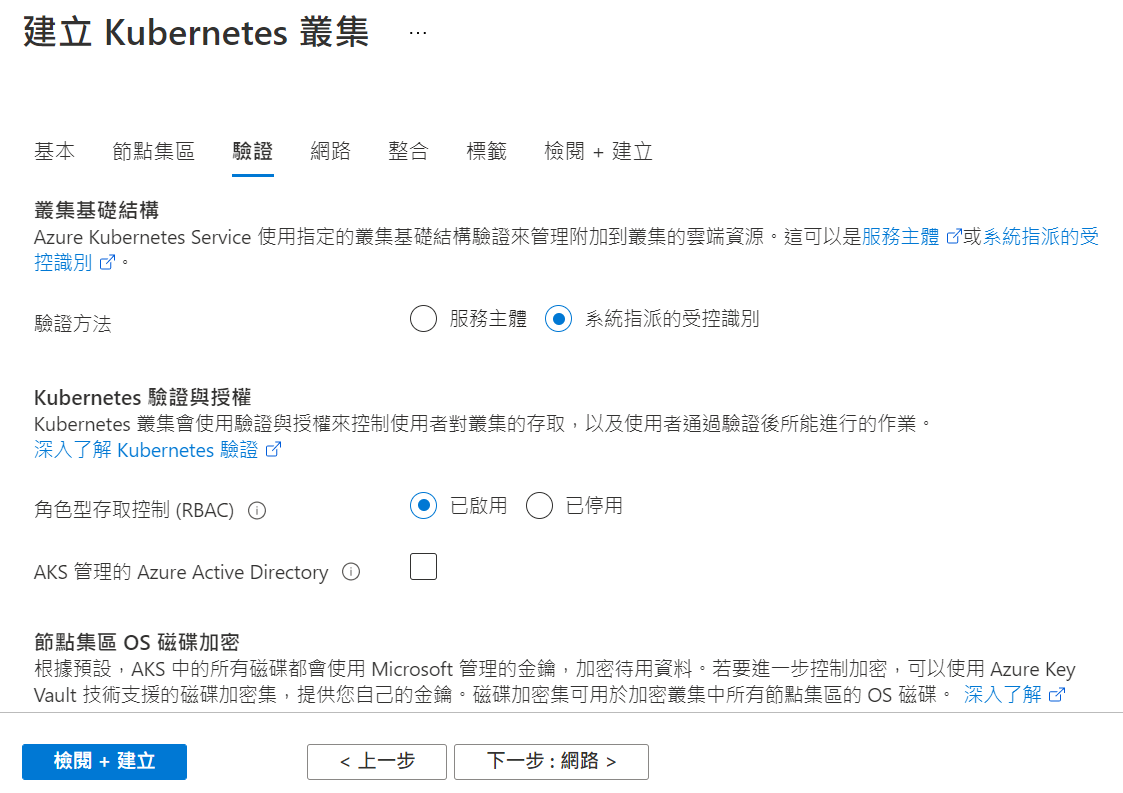 建立 Kubernetes 叢集 ...
基本 節點集區 驗證 網路 整合 標籤 檢閱 + 建立
叢集基礎結構
Azure Kubernetes Service 使用指定的叢集基礎結構驗證來管理附加到叢集的雲端資源。這可以是服務主體或系統指派的受
控識別。
驗證方法 服務主體 系統指派的受控識別
Kubernetes 驗證與授權
Kubernetes 叢集會使用驗證與授權來控制使用者對叢集的存取，以及使用者通過驗證後所能進行的作業。
深入了解 Kubernetes 驗證
角色型存取控制 (RBAC) 已啟用 已停用
AKS 管理的 Azure Active Directory
節點集區 OS 磁碟加密
根據預設，AKS 中的所有磁碟都會使用 Microsoft 管理的金鑰，加密待用資料。若要進一步控制加密，可以使用 Azure Key
Vault 技術支援的磁碟加密集，提供您自己的金鑰。磁碟加密集可用於加密叢集中所有節點集區的 OS 磁碟。 深入了解
檢閱 + 建立 < 上一步 下一步 : 網路 >